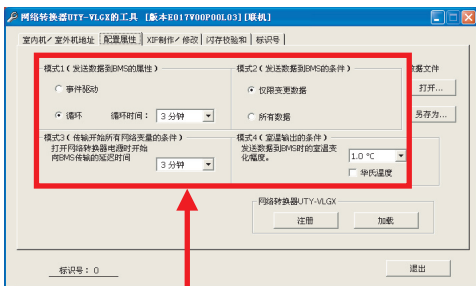 网络转换器UTY-VLGX的工具 [版本E017V00P00L03][联机]
室内机/室外机地址 配置属性 XIF制作/修改 闪存校验和 标识号
模式1(发送数据到BMS的属性)
事件驱动
循环 循环时间： 3 分钟
模式2(发送数据到BMS的条件)
仅限变更数据
所有数据
数据文件
打开...
另存为...
模式3(传输开始所有网络变量的条件)
打开网络转换器电源时开始
向BMS传输的延迟时间
3 分钟
模式4(室温输出的条件)
发送数据到BMS时的室温变
化幅度。
1.0 °C
华氏温度
网络转换器UTY-VLGX
注册 加载
标识号： 0
退出